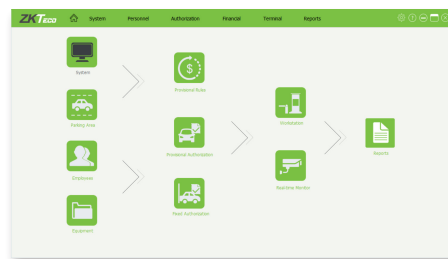 ZKTeco
System
Personnel
Authorization
Financial
Terminal
Reports
System
Provisional Rules
Parking Area
Workstation
Provisional Authorization
Reports
Employees
Real-time Monitor
Fixed Authorization
Equipment